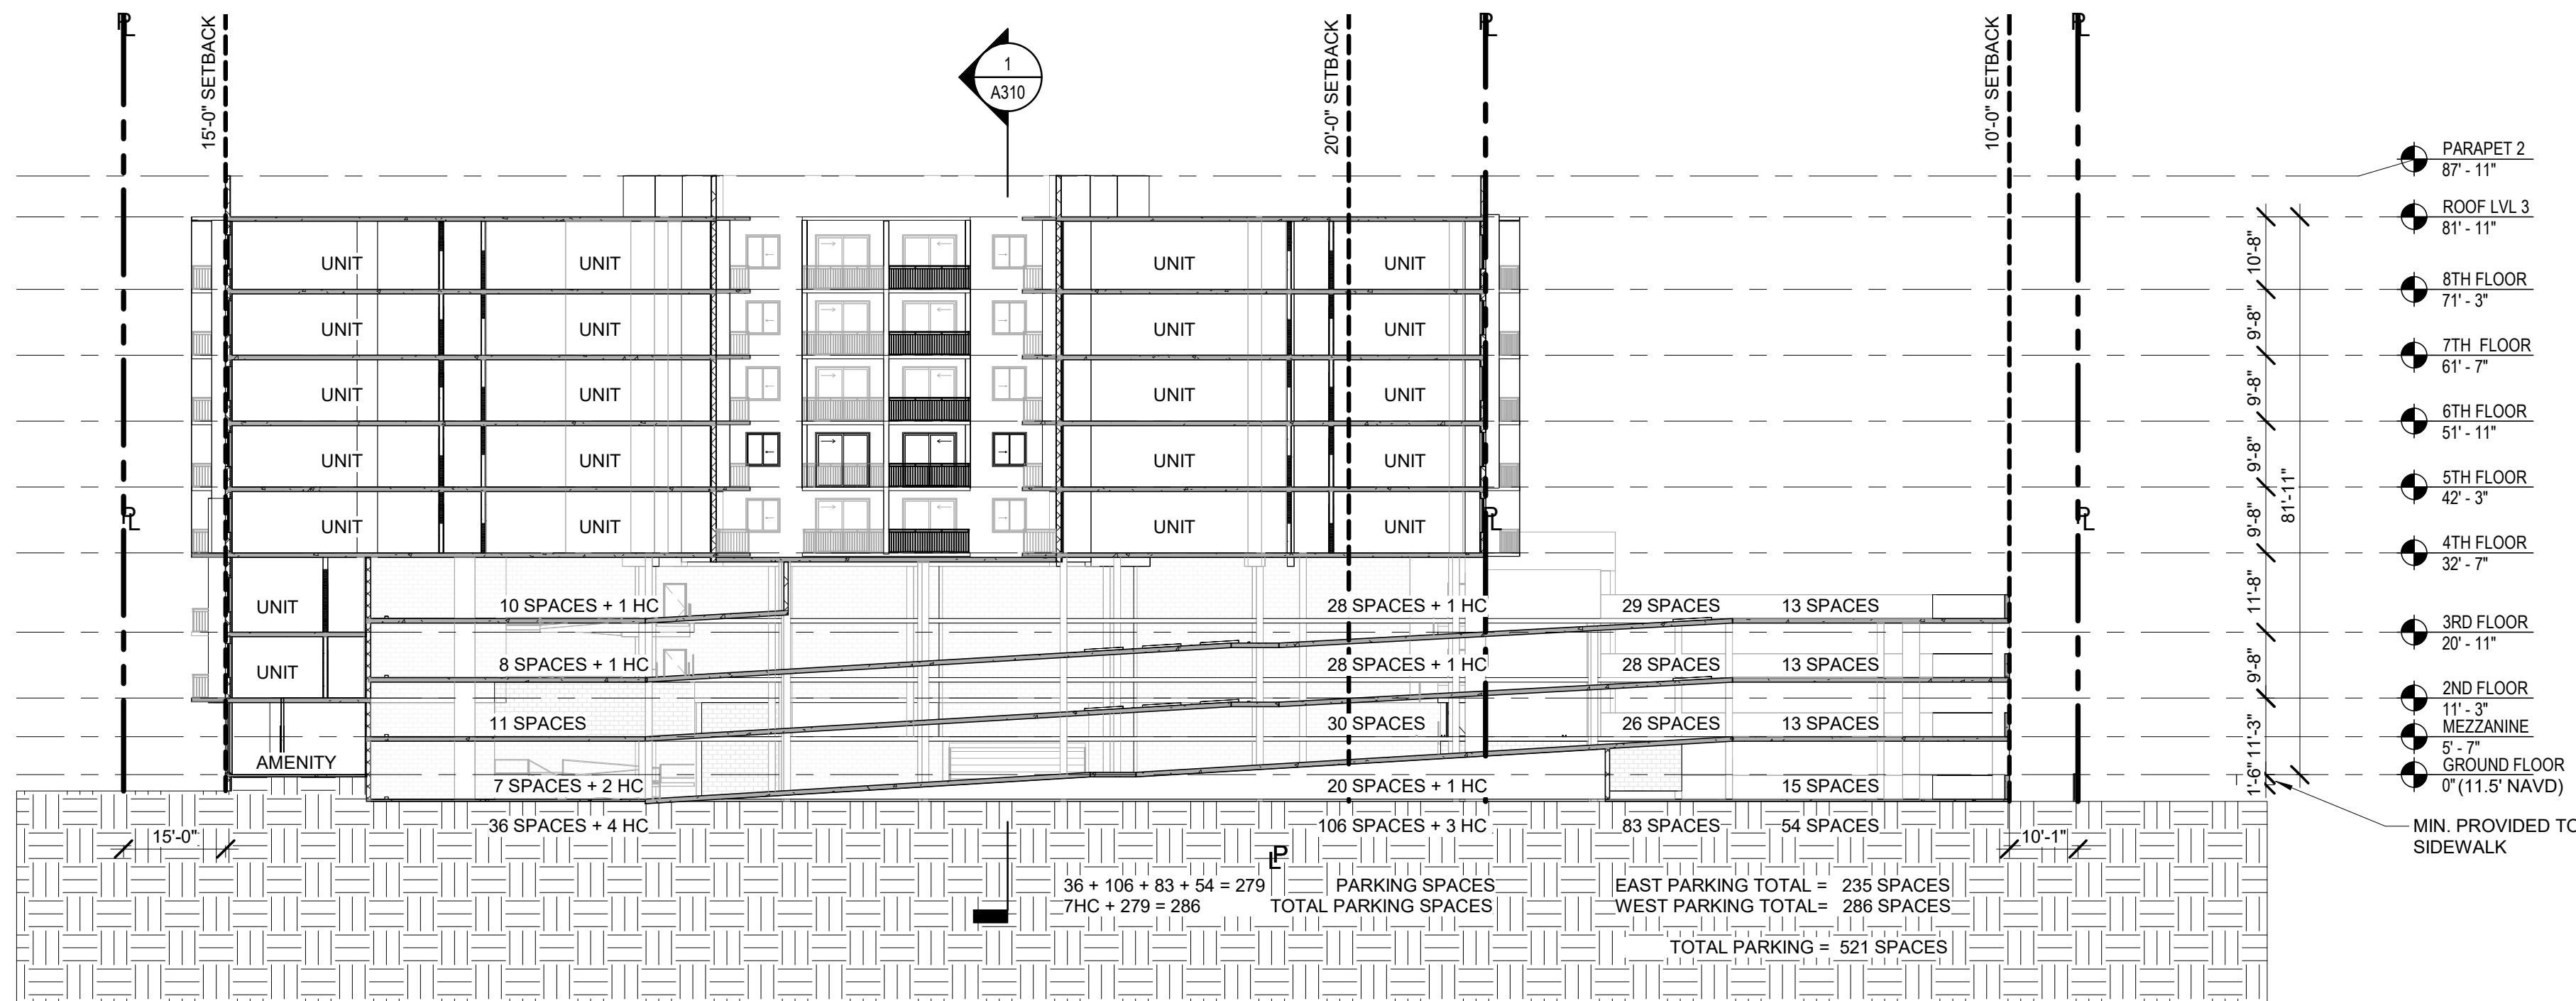 PL
15'-0" SETBACK
1
A310
20'-0" SETBACK
PL
10'-0" SETBACK
PL
PARAPET 2
87' - 11"
ROOF LVL 3
81' - 11"
10'-8"
UNIT UNIT UNIT UNIT
8TH FLOOR
71' - 3"
9'-8"
UNIT UNIT UNIT UNIT
7TH FLOOR
61' - 7"
9'-8"
UNIT UNIT UNIT UNIT
6TH FLOOR
51' - 11"
9'-8"
UNIT UNIT UNIT UNIT
5TH FLOOR
42' - 3"
81'-11"
PL
PL
PL
9'-8"
UNIT UNIT UNIT UNIT
4TH FLOOR
32' - 7"
11'-8"
UNIT
10 SPACES + 1 HC 28 SPACES + 1 HC 29 SPACES 13 SPACES
3RD FLOOR
20' - 11"
9'-8"
UNIT
8 SPACES + 1 HC 28 SPACES + 1 HC 28 SPACES 13 SPACES
2ND FLOOR
11' - 3"
11'-3"
11 SPACES 30 SPACES 26 SPACES 13 SPACES
MEZZANINE
5' - 7"
AMENITY
GROUND FLOOR
0" (11.5' NAVD)
1'-6"
7 SPACES + 2 HC 20 SPACES + 1 HC 15 SPACES
36 SPACES + 4 HC 106 SPACES + 3 HC 83 SPACES 54 SPACES
MIN. PROVIDED TO
SIDEWALK
15'-0"
10'-1"
PL
36 + 106 + 83 + 54 = 279 PARKING SPACES
7HC + 279 = 286 TOTAL PARKING SPACES
EAST PARKING TOTAL = 235 SPACES
WEST PARKING TOTAL= 286 SPACES
TOTAL PARKING = 521 SPACES